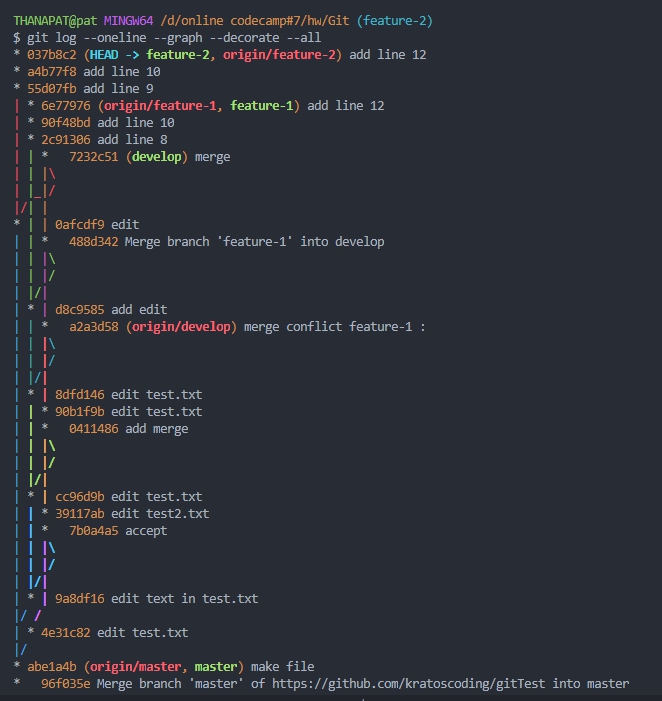 THANAPAT@pat MINGW64 /d/online codecamp#7/hw/Git (feature-2)
$ git log --oneline --graph --decorate --all
* 037b8c2 (HEAD -> feature-2, origin/feature-2) add line 12
* a4b77f8 add line 10
* 55d07fb add line 9
| * 6e77976 (origin/feature-1, feature-1) add line 12
| * 90f48bd add line 10
| * 2c91306 add line 8
| | *   7232c51 (develop) merge
| | |\
| |_|/
|/| |
* | | 0afcdf9 edit
| | *   488d342 Merge branch 'feature-1' into develop
| | |\
| | |/
| |/|
| * | d8c9585 add edit
| | *   a2a3d58 (origin/develop) merge conflict feature-1 :
| | |\
| | |/
| |/|
| * | 8dfd146 edit test.txt
| | * 90b1f9b edit test.txt
| | *   0411486 add merge
| | |\
| | |/
| |/|
| * | cc96d9b edit test.txt
| | * 39117ab edit test2.txt
| | *   7b0a4a5 accept
| | |\
| | |/
| |/|
| * | 9a8df16 edit text in test.txt
|/ /
| * 4e31c82 edit test.txt
|/
* abe1a4b (origin/master, master) make file
*   96f035e Merge branch 'master' of https://github.com/kratoscoding/gitTest into master